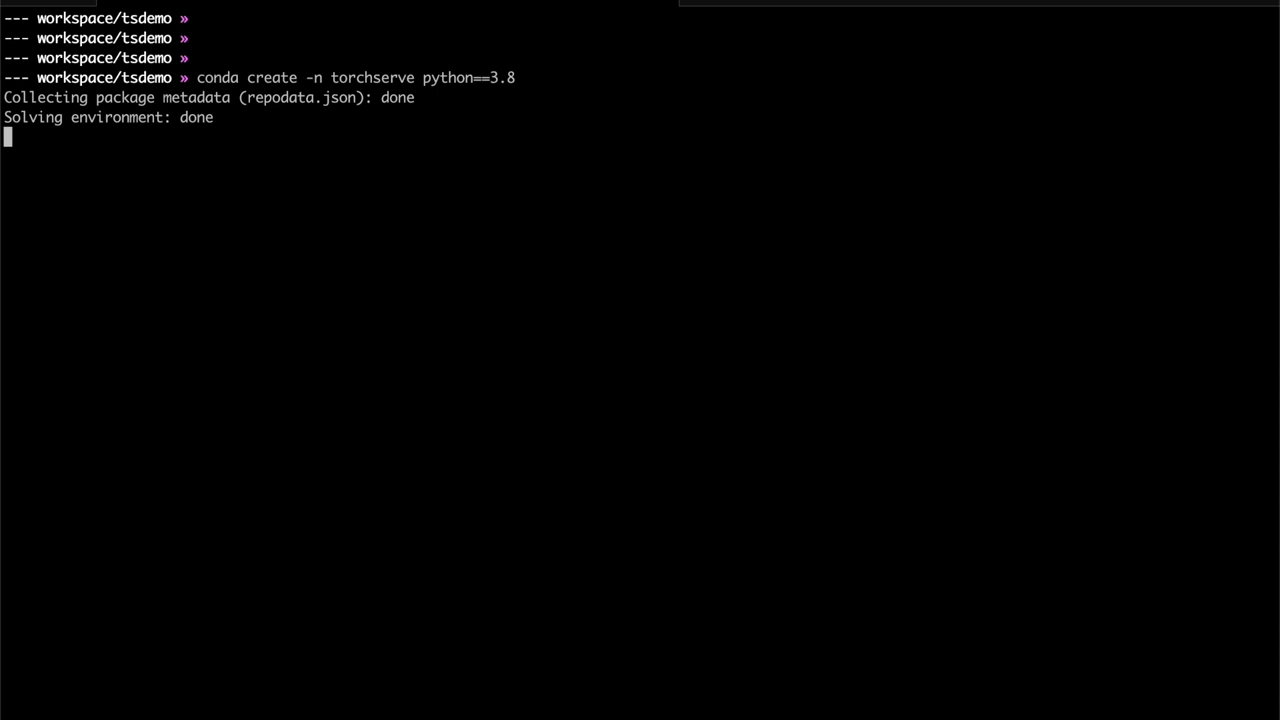 --- workspace/tsdemo »
--- workspace/tsdemo »
--- workspace/tsdemo »
--- workspace/tsdemo » conda create -n torchserve python==3.8
Collecting package metadata (repodata.json): done
Solving environment: done